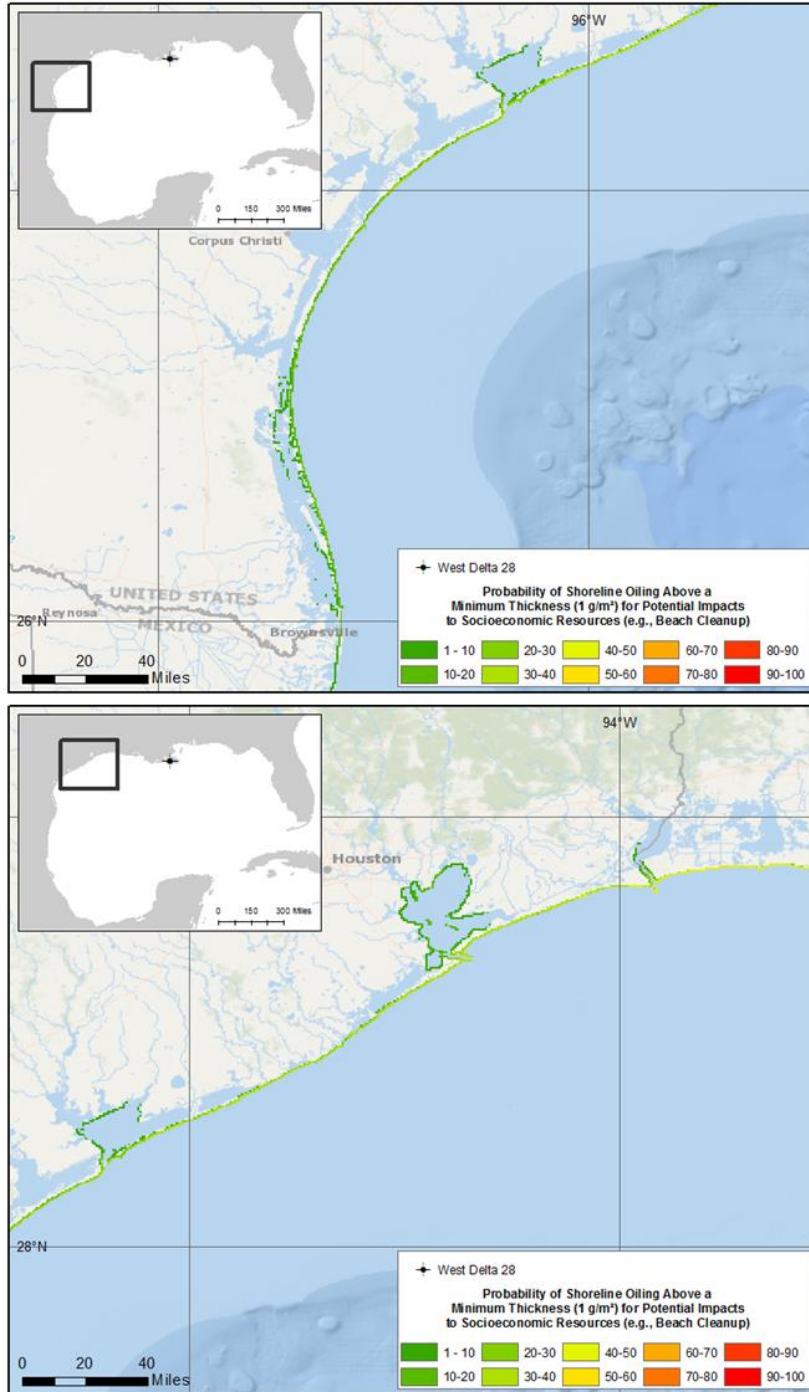 96°W
0 150 300 Miles
Corpus Christi
UNITED STATES
26°N
Reynosa
MEXICO
Brownsville
0 20 40
Miles
West Delta 28
Probability of Shoreline Oiling Above a
Minimum Thickness (1 g/m²) for Potential Impacts
to Socioeconomic Resources (e.g., Beach Cleanup)
1 - 10 20-30 40-50 60-70 80-90
10-20 30-40 50-60 70-80 90-100
94°W
0 150 300 Miles
Houston
28°N
0 20 40
Miles
West Delta 28
Probability of Shoreline Oiling Above a
Minimum Thickness (1 g/m²) for Potential Impacts
to Socioeconomic Resources (e.g., Beach Cleanup)
1 - 10 20-30 40-50 60-70 80-90
10-20 30-40 50-60 70-80 90-100